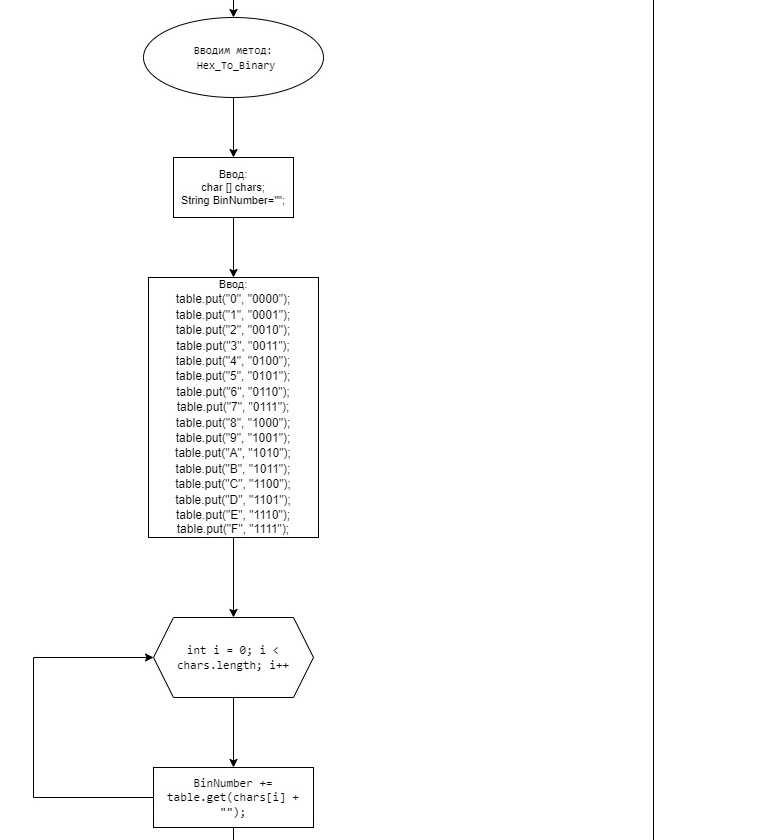 Вводим метод:
Hex_To_Binary
Ввод:
char [] chars;
String BinNumber="";
Ввод:
table.put("0", "0000");
table.put("1", "0001");
table.put("2", "0010");
table.put("3", "0011");
table.put("4", "0100");
table.put("5", "0101");
table.put("6", "0110");
table.put("7", "0111");
table.put("8", "1000");
table.put("9", "1001");
table.put("A", "1010");
table.put("B", "1011");
table.put("C", "1100");
table.put("D", "1101");
table.put("E", "1110");
table.put("F", "1111");
int i = 0; i <
chars.length; i++
BinNumber +=
table.get(chars[i] +
"");